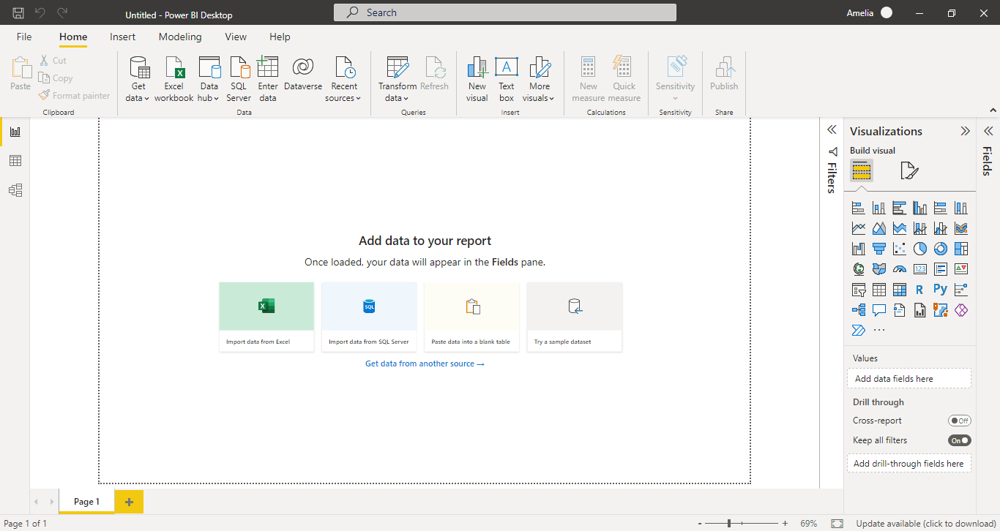 Untitled - Power BI Desktop
Search
Amelia
File Home Insert Modeling View Help
Paste
Cut
Copy
Format painter
Clipboard
Get data
Excel workbook
Data hub
SQL Server
Enter data
Dataverse
Recent sources
Data
Transform data
Refresh
Queries
New visual
Text box
More visuals
Insert
New measure
Quick measure
Calculations
Sensitivity
Sensitivity
Publish
Share
Add data to your report
Once loaded, your data will appear in the Fields pane.
Import data from Excel
SQL
Import data from SQL Server
Paste data into a blank table
Try a sample dataset
Get data from another source →
Filters
Visualizations
Build visual
123
R
Py
...
Values
Add data fields here
Drill through
Cross-report
Off
Keep all filters
On
Add drill-through fields here
Fields
Page 1
+
Page 1 of 1
- +
69%
Update available (click to download)